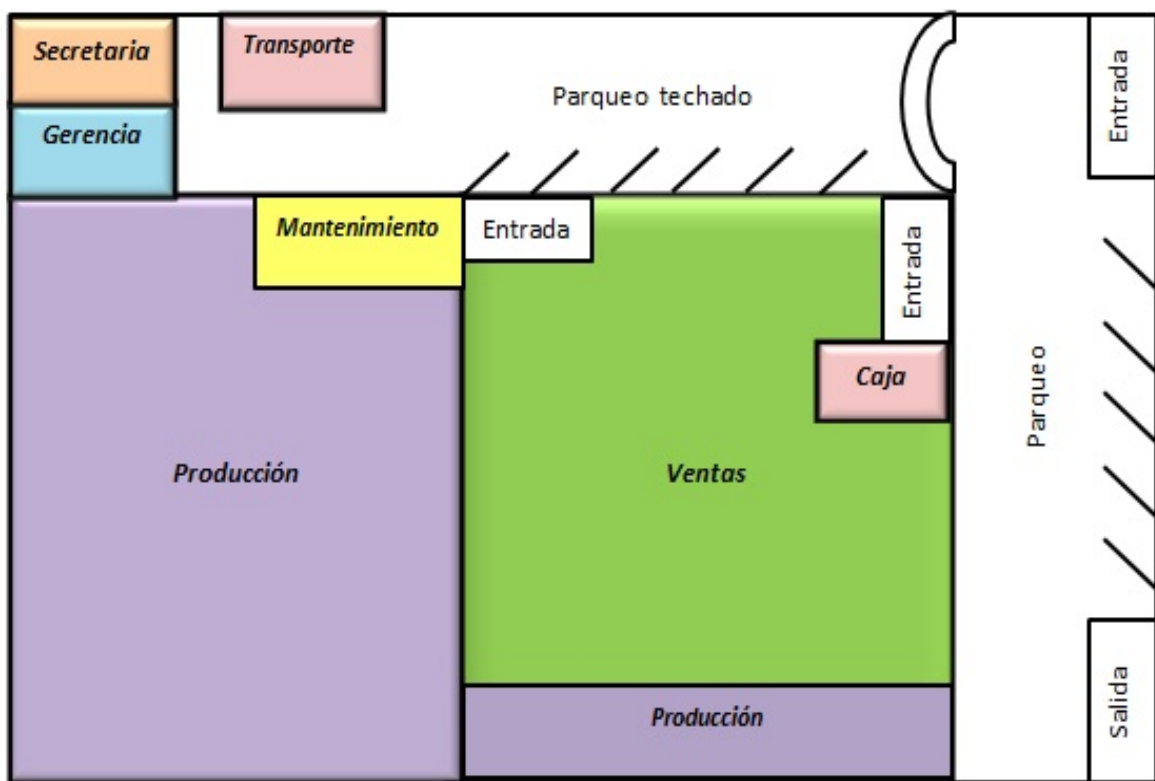 Secretaria
Transporte
Parqueo techado
Entrada
Gerencia
Mantenimiento
Entrada
Entrada
Caja
Parqueo
Producción
Ventas
Producción
Salida